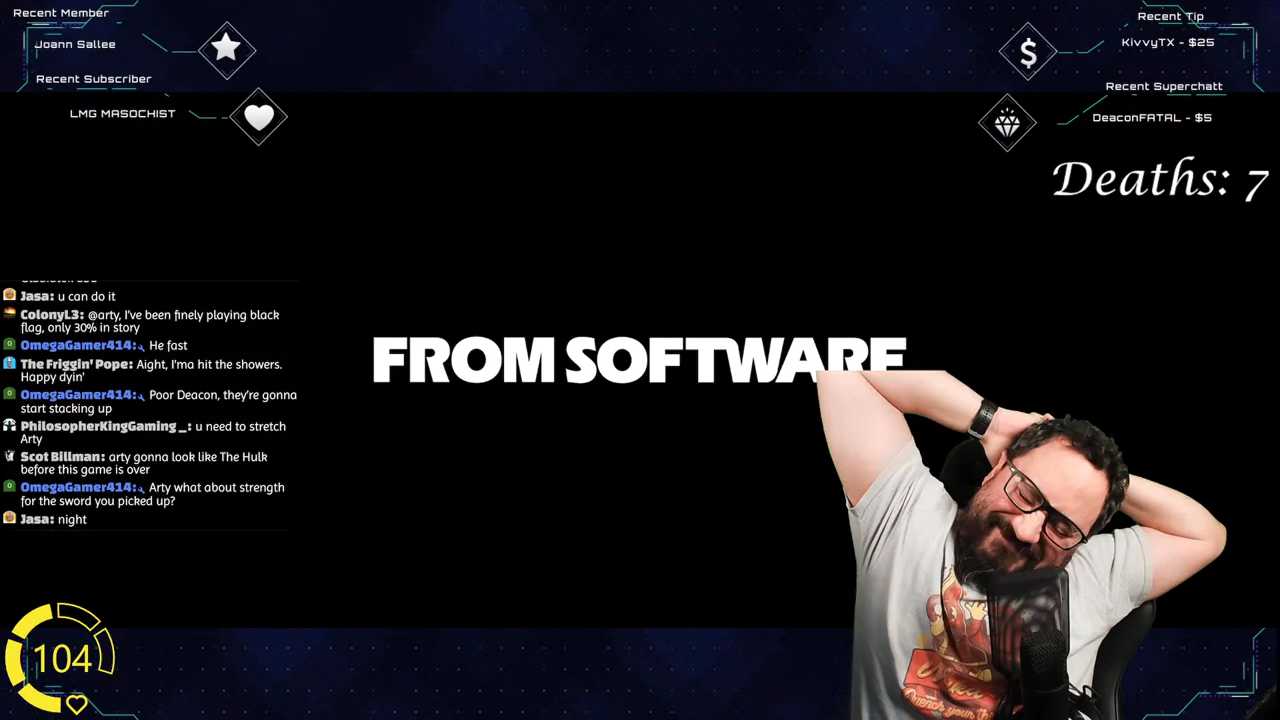 Recent Member
Joann Sallee
Recent Subscriber
LMG MASOCHIST
Recent Tip
KivvyTX - $25
Recent Superchatt
DeaconFATAL - $5
Deaths: 7
Jasa: u can do it
ColonyL3: @arty, I've been finely playing black
flag, only 30% in story
OmegaGamer414: He fast
The Friggin' Pope: Aight, I'ma hit the showers.
Happy dyin'
OmegaGamer414: Poor Deacon, they're gonna
start stacking up
PhilosopherKingGaming_: u need to stretch
Arty
Scot Billman: arty gonna look like The Hulk
before this game is over
OmegaGamer414: Arty what about strength
for the sword you picked up?
Jasa: night
FROM SOFTWARE
104